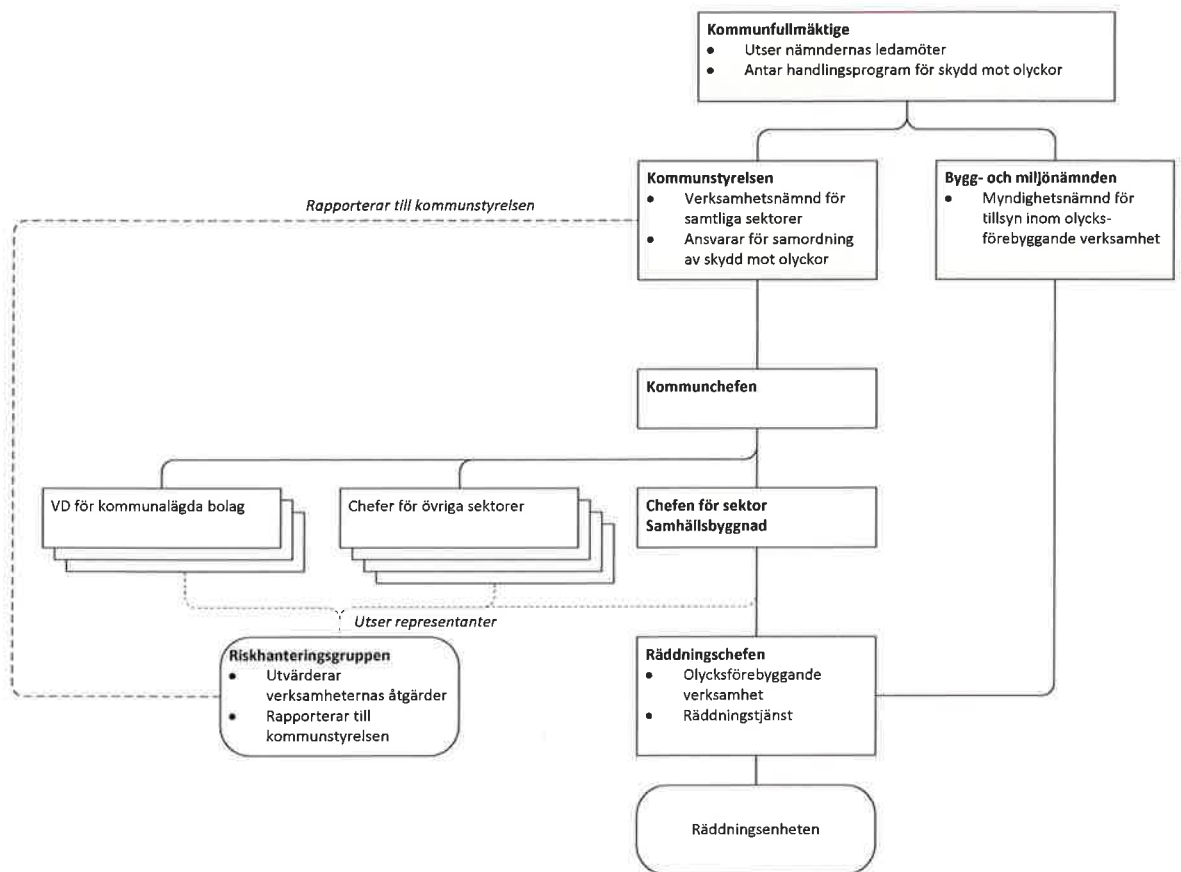 Kommunfullmäktige
● Utser nämndernas ledamöter
● Antar handlingsprogram för skydd mot olyckor
Kommunstyrelsen
● Verksamhetsnämnd för
samtliga sektorer
● Ansvarar för samordning
av skydd mot olyckor
Bygg- och miljönämnden
● Myndighetsnämnd för
tillsyn inom olycks-
förebyggande verksamhet
Rapporterar till kommunstyrelsen
Kommunchefen
VD för kommunalägda bolag
Chefer för övriga sektorer
Chefen för sektor
Samhällsbyggnad
Utser representanter
Riskhanteringsgruppen
● Utvärderar
verksamheternas åtgärder
● Rapporterar till
kommunstyrelsen
Räddningschefen
● Olycksförebyggande
verksamhet
● Räddningstjänst
Räddningsenheten